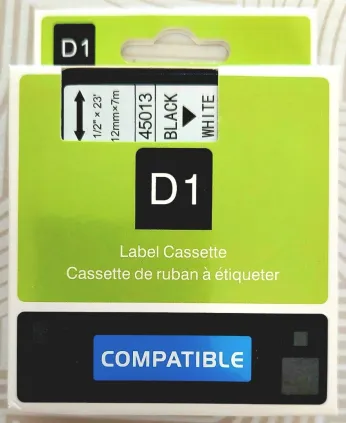 D1
1/2" x 23'
12mm×7m
45013
BLACK
WHITE
D1
Label Cassette
Cassette de ruban à étiqueter
COMPATIBLE